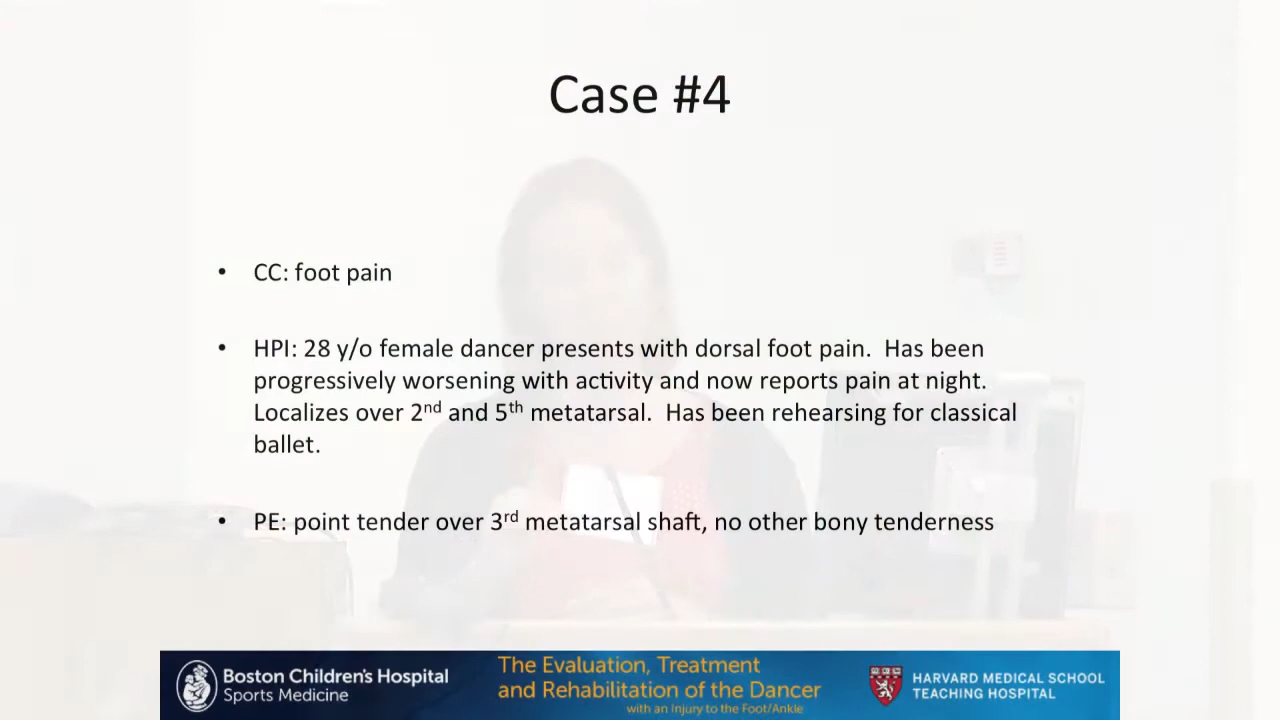 Case #4
• CC: foot pain
• HPI: 28 y/o female dancer presents with dorsal foot pain. Has been
progressively worsening with activity and now reports pain at night.
Localizes over 2nd and 5th metatarsal. Has been rehearsing for classical
ballet.
• PE: point tender over 3rd metatarsal shaft, no other bony tenderness
Boston Children's Hospital
Sports Medicine
The Evaluation, Treatment
and Rehabilitation of the Dancer
with an Injury to the Foot/Ankle
HARVARD MEDICAL SCHOOL
TEACHING HOSPITAL